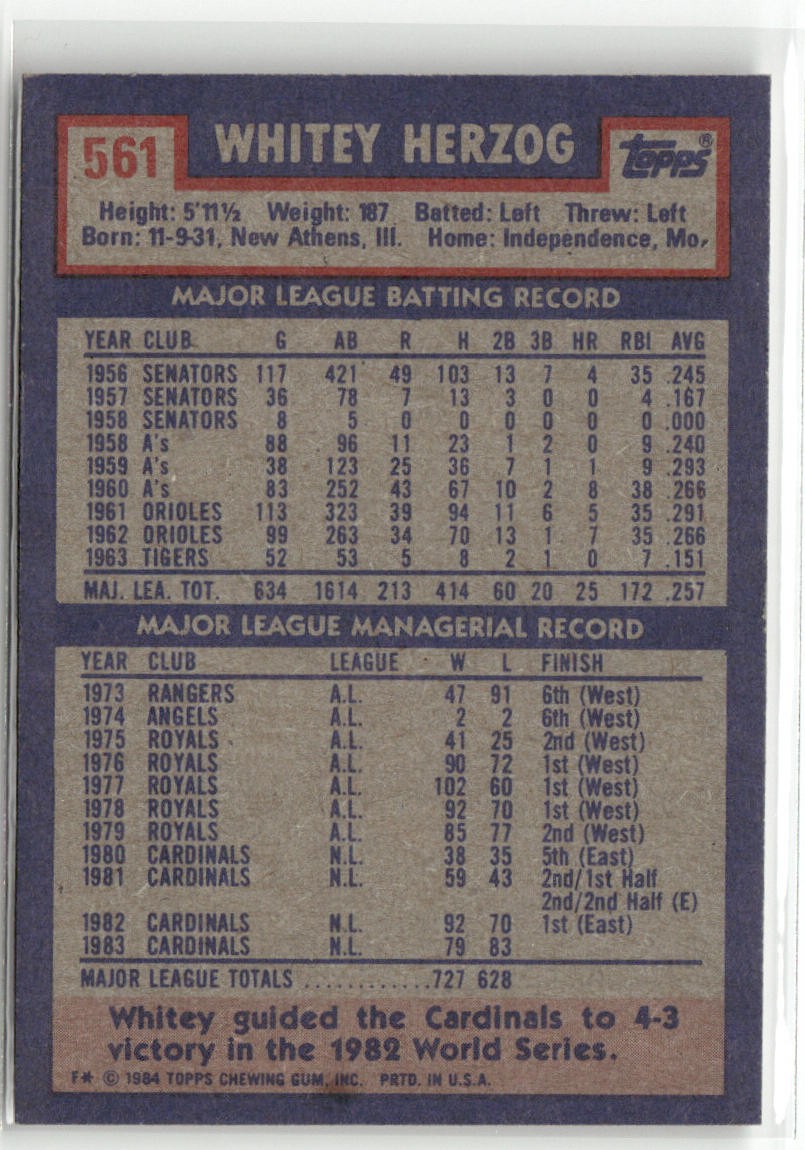 561 WHITEY HERZOG topps®
Height: 5'11½ Weight: 187 Batted: Left Threw: Left
Born: 11-9-31, New Athens, Ill. Home: Independence, Mo.
MAJOR LEAGUE BATTING RECORD
YEAR CLUB G AB R H 2B 3B HR RBI AVG
1956 SENATORS 117 421 49 103 13 7 4 35 .245
1957 SENATORS 36 78 7 13 3 0 0 4 .167
1958 SENATORS 8 5 0 0 0 0 0 0 .000
1958 A's 88 96 11 23 1 2 0 9 .240
1959 A's 38 123 25 36 7 1 1 9 .293
1960 A's 83 252 43 67 10 2 8 38 .266
1961 ORIOLES 113 323 39 94 11 6 5 35 .291
1962 ORIOLES 99 263 34 70 13 1 7 35 .266
1963 TIGERS 52 53 5 8 2 1 0 7 .151
MAJ. LEA. TOT. 634 1614 213 414 60 20 25 172 .257
MAJOR LEAGUE MANAGERIAL RECORD
YEAR CLUB LEAGUE W L FINISH
1973 RANGERS A.L. 47 91 6th (West)
1974 ANGELS A.L. 2 2 6th (West)
1975 ROYALS A.L. 41 25 2nd (West)
1976 ROYALS A.L. 90 72 1st (West)
1977 ROYALS A.L. 102 60 1st (West)
1978 ROYALS A.L. 92 70 1st (West)
1979 ROYALS A.L. 85 77 2nd (West)
1980 CARDINALS N.L. 38 35 5th (East)
1981 CARDINALS N.L. 59 43 2nd/1st Half
2nd/2nd Half (E)
1982 CARDINALS N.L. 92 70 1st (East)
1983 CARDINALS N.L. 79 83
MAJOR LEAGUE TOTALS ............727 628
Whitey guided the Cardinals to 4-3
victory in the 1982 World Series.
F* © 1984 TOPPS CHEWING GUM, INC. PRTD. IN U.S.A.